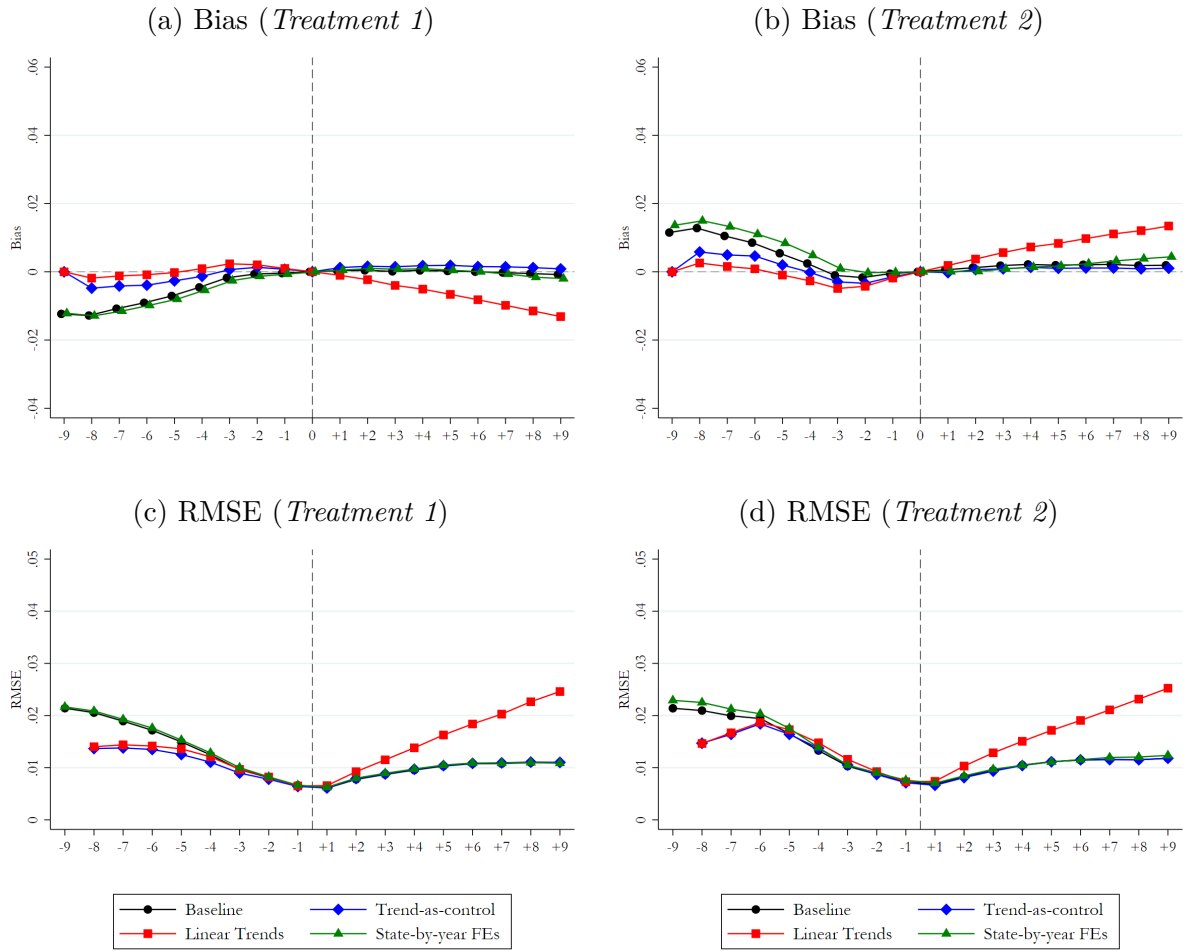 (a) Bias (Treatment 1)
(b) Bias (Treatment 2)
.06
.04
.02
0
-.02
-.04
Bias
-9 -8 -7 -6 -5 -4 -3 -2 -1 0 +1 +2 +3 +4 +5 +6 +7 +8 +9
.06
.04
.02
0
-.02
-.04
Bias
-9 -8 -7 -6 -5 -4 -3 -2 -1 0 +1 +2 +3 +4 +5 +6 +7 +8 +9
(c) RMSE (Treatment 1)
(d) RMSE (Treatment 2)
.05
.04
.03
.02
.01
0
RMSE
-9 -8 -7 -6 -5 -4 -3 -2 -1 +1 +2 +3 +4 +5 +6 +7 +8 +9
.05
.04
.03
.02
.01
0
RMSE
-9 -8 -7 -6 -5 -4 -3 -2 -1 +1 +2 +3 +4 +5 +6 +7 +8 +9
Baseline Trend-as-control
Linear Trends State-by-year FEs
Baseline Trend-as-control
Linear Trends State-by-year FEs